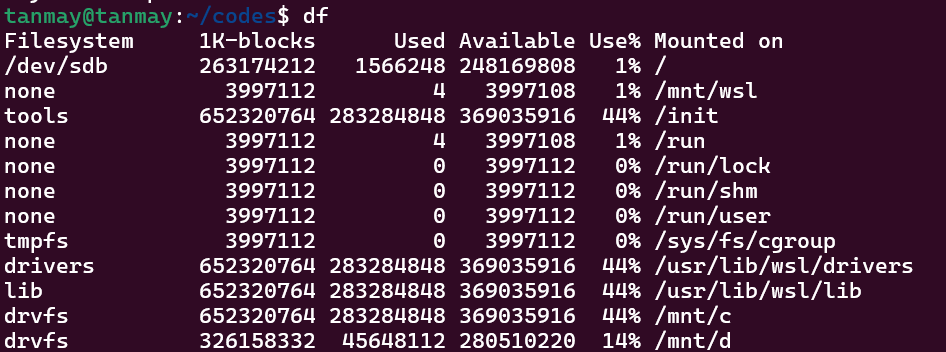 tanmay@tanmay:~/codes$ df
Filesystem     1K-blocks      Used Available Use% Mounted on
/dev/sdb       263174212   1566248 248169808   1% /
none             3997112         4   3997108   1% /mnt/wsl
tools          652320764 283284848 369035916  44% /init
none             3997112         4   3997108   1% /run
none             3997112         0   3997112   0% /run/lock
none             3997112         0   3997112   0% /run/shm
none             3997112         0   3997112   0% /run/user
tmpfs            3997112         0   3997112   0% /sys/fs/cgroup
drivers        652320764 283284848 369035916  44% /usr/lib/wsl/drivers
lib            652320764 283284848 369035916  44% /usr/lib/wsl/lib
drvfs          652320764 283284848 369035916  44% /mnt/c
drvfs          326158332  45648112 280510220  14% /mnt/d